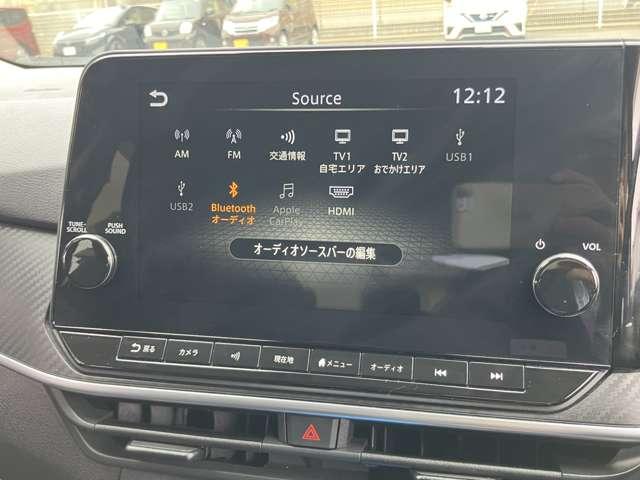 Source
12:12
AM
FM
交通情報
TV1
自宅エリア
TV2
おでかけエリア
USB1
USB2
Bluetooth
オーディオ
Apple
CarPlay
HDMI
オーディオソースバーの編集
TUNE·
SCROLL
PUSH
SOUND
VOL
戻る
カメラ
現在地
メニュー
オーディオ